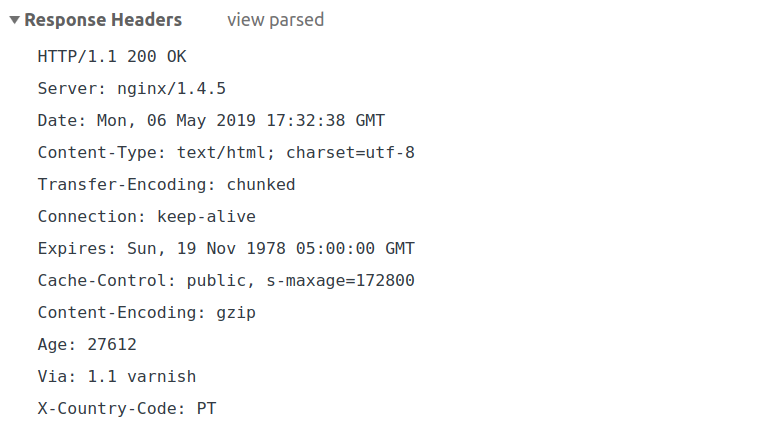 Response Headers view parsed
HTTP/1.1 200 OK
Server: nginx/1.4.5
Date: Mon, 06 May 2019 17:32:38 GMT
Content-Type: text/html; charset=utf-8
Transfer-Encoding: chunked
Connection: keep-alive
Expires: Sun, 19 Nov 1978 05:00:00 GMT
Cache-Control: public, s-maxage=172800
Content-Encoding: gzip
Age: 27612
Via: 1.1 varnish
X-Country-Code: PT